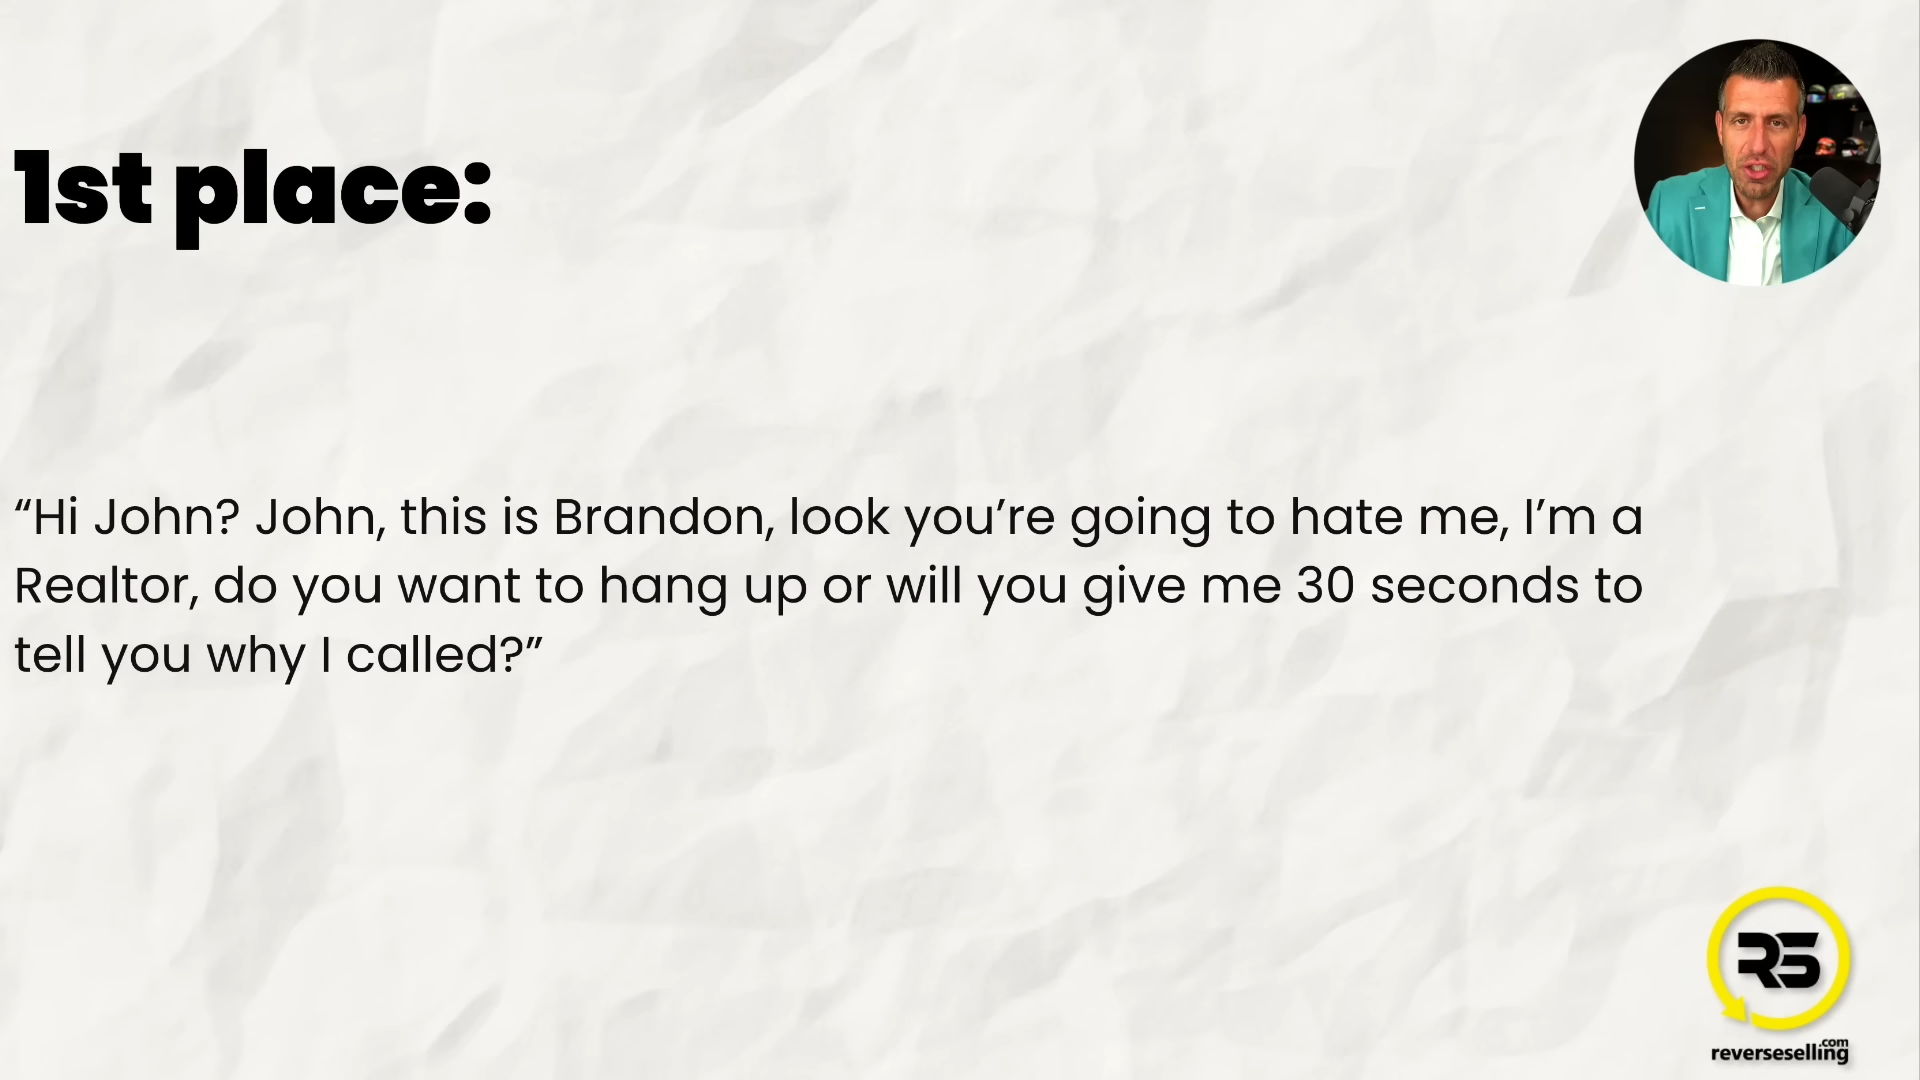 1st place:
“Hi John? John, this is Brandon, look you’re going to hate me, I’m a
Realtor, do you want to hang up or will you give me 30 seconds to
tell you why I called?”
RS
reverseselling.com